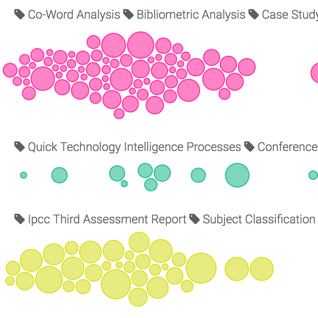 Co-Word Analysis Bibliometric Analysis Case Study
Quick Technology Intelligence Processes Conference
Ipcc Third Assessment Report Subject Classification